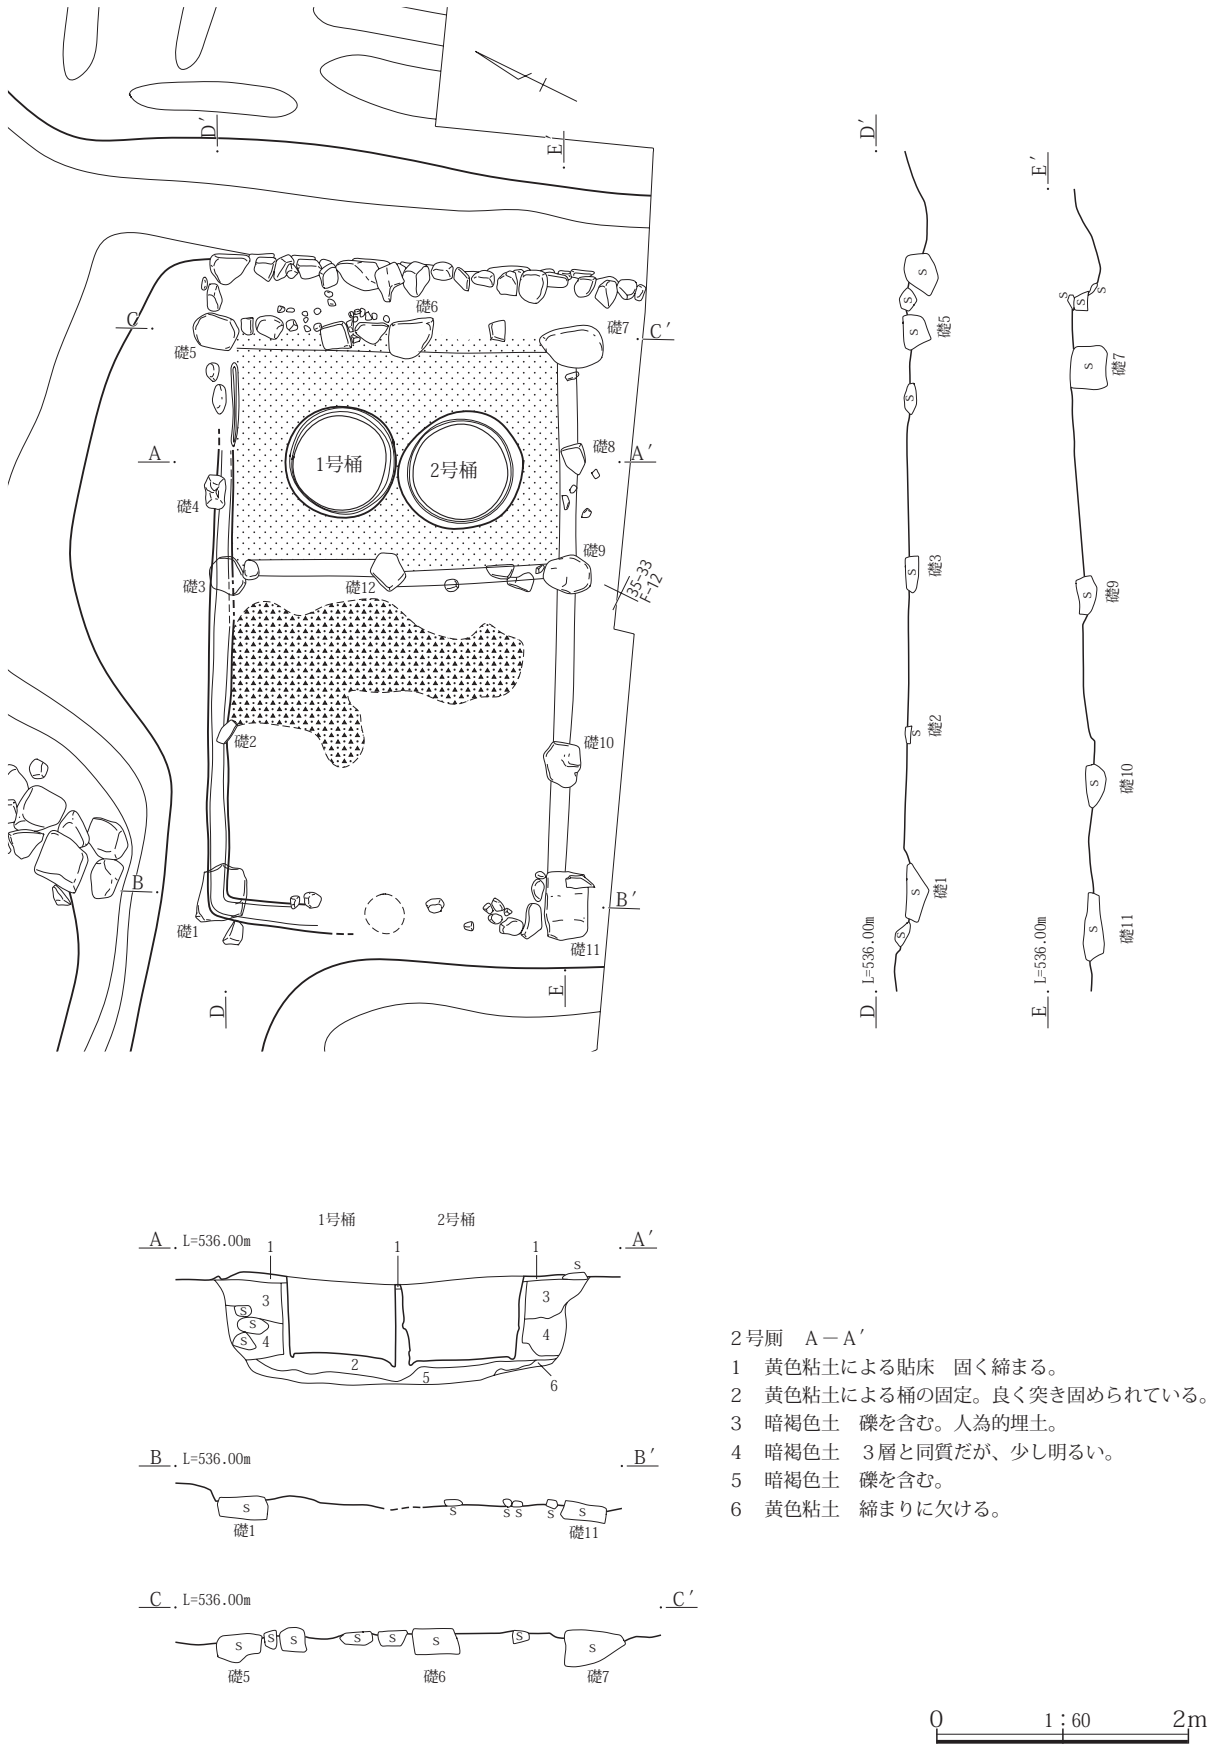 D′
E′
C
C′
礎6
礎7
礎5
A
A′
1号桶
2号桶
礎8
礎4
礎3
礎12
礎9
35-33
F-12
礎2
礎10
B
B′
礎1
礎11
D
E
D′
E′
S
S
S
礎5
S
S
礎3
S
礎2
S
礎1
S
D
L=536.00m
S
S
S
S
礎7
S
礎9
S
礎10
S
礎11
E
L=536.00m
1号桶
2号桶
A
L=536.00m
A′
1
1
1
S
3
3
S
S
S
4
4
2
5
6
B
L=536.00m
B′
S
S
S
S
S
S
礎1
礎11
C
L=536.00m
C′
S
S
S
S
S
S
S
S
礎5
礎6
礎7
２号厠　A－A′
1　黄色粘土による貼床　固く締まる。
2　黄色粘土による桶の固定。良く突き固められている。
3　暗褐色土　礫を含む。人為的埋土。
4　暗褐色土　３層と同質だが、少し明るい。
5　暗褐色土　礫を含む。
6　黄色粘土　締まりに欠ける。
0
1：60
2m